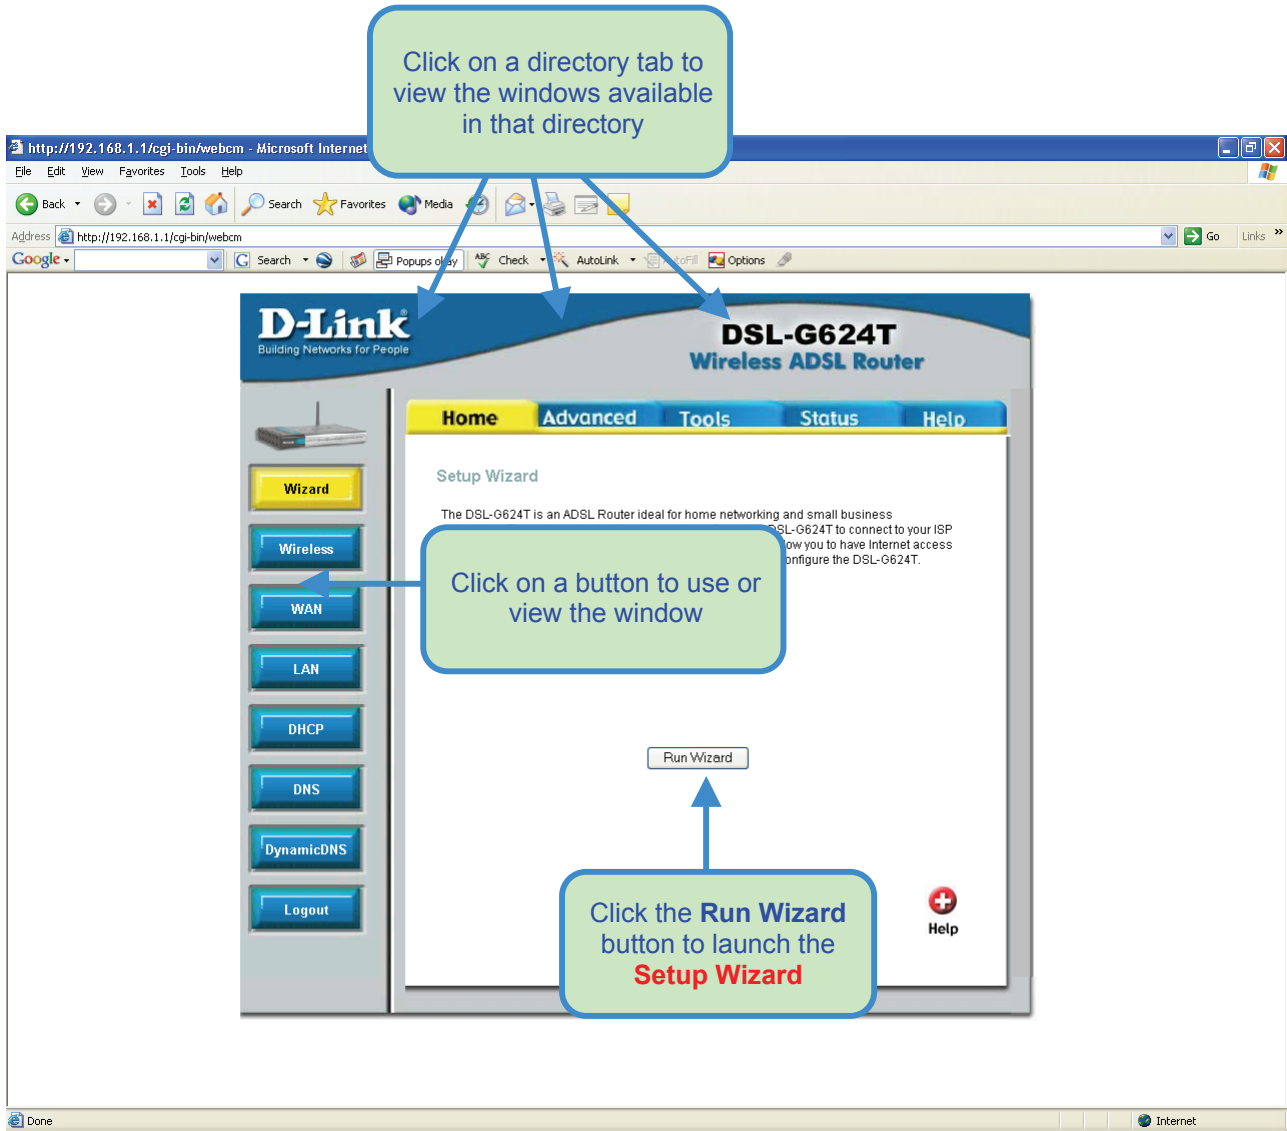 Click on a directory tab to
view the windows available
in that directory
http://192.168.1.1/cgi-bin/webcm - Microsoft Internet
File Edit View Favorites Tools Help
Back Search Favorites Media
Address http://192.168.1.1/cgi-bin/webcm Go Links »
Google Search Popups okay ABC Check AutoLink AutoFill Options
D-Link
Building Networks for People
DSL-G624T
Wireless ADSL Router
Home Advanced Tools Status Help
Wizard
Wireless
WAN
LAN
DHCP
DNS
DynamicDNS
Logout
Setup Wizard
The DSL-G624T is an ADSL Router ideal for home networking and small business
DSL-G624T to connect to your ISP
you to have Internet access
configure the DSL-G624T.
Click on a button to use or
view the window
Run Wizard
Click the Run Wizard
button to launch the
Setup Wizard
Help
Done Internet